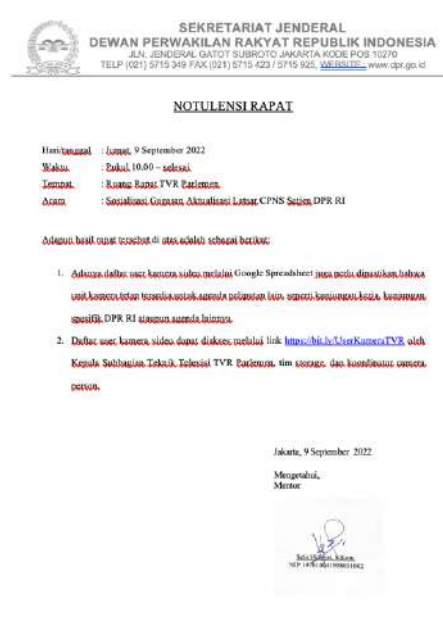 SEKRETARIAT JENDERAL
DEWAN PERWAKILAN RAKYAT REPUBLIK INDONESIA
JLN. JENDERAL GATOT SUBROTO JAKARTA KODE POS 10270
TELP (021) 5715 349 FAX (021) 5715 423 / 5715 925, WEBSITE : www.dpr.go.id
NOTULENSI RAPAT
Hari/tanggal : Jumat, 9 September 2022
Waktu : Pukul 10.00 – selesai
Tempat : Ruang Rapat TVR Parlemen
Acara : Sosialisasi Gagasan Aktualisasi Latsar CPNS Setjen DPR RI
Adapun hasil rapat tersebut di atas adalah sebagai berikut:
1. Adanya daftar user kamera video melalui Google Spreadsheet juga perlu dipastikan bahwa
unit kamera tetap tersedia untuk agenda peliputan lain, seperti kunjungan kerja, kunjungan
spesifik DPR RI ataupun agenda lainnya.
2. Daftar user kamera video dapat diakses melalui link https://bit.ly/UserKameraTVR oleh
Kepala Subbagian Teknik Televisi TVR Parlemen, tim storage, dan koordinator camera
person.
Jakarta, 9 September 2022
Mengetahui,
Mentor
NIP